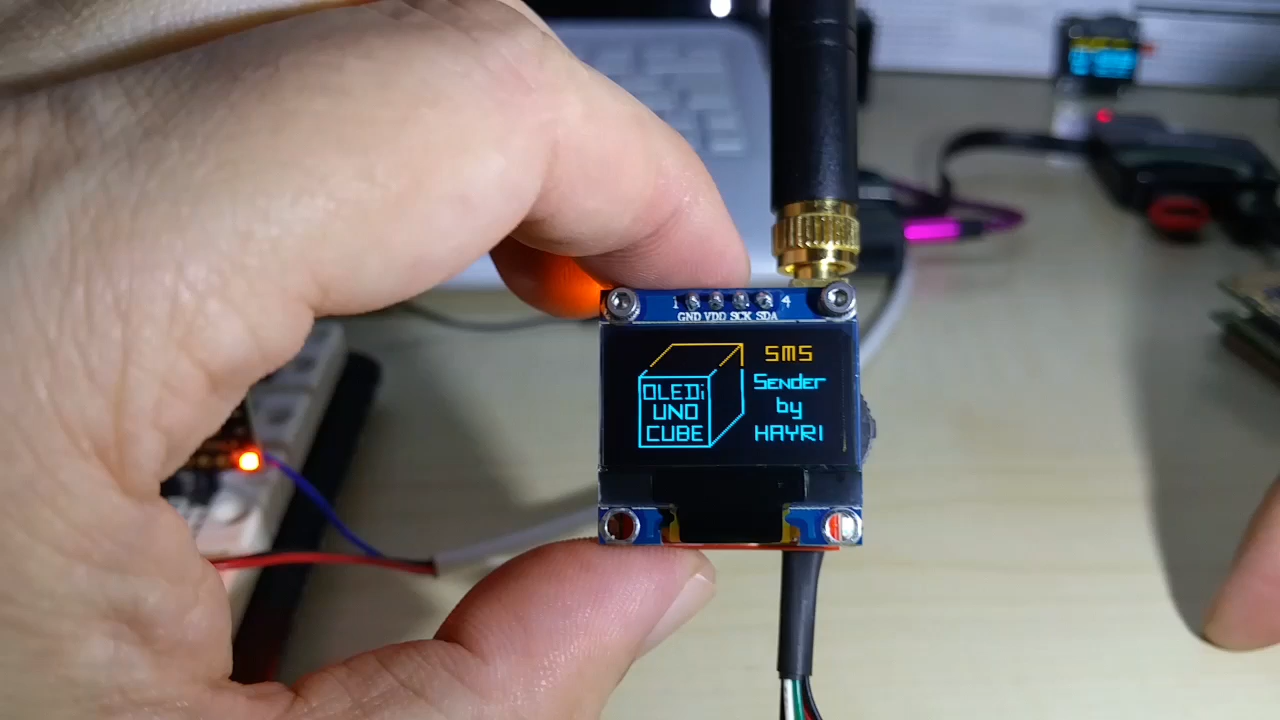 1 4
GND VDD SCK SDA
OLEDi
UNO
CUBE
SMS
Sender
by
HAYRI